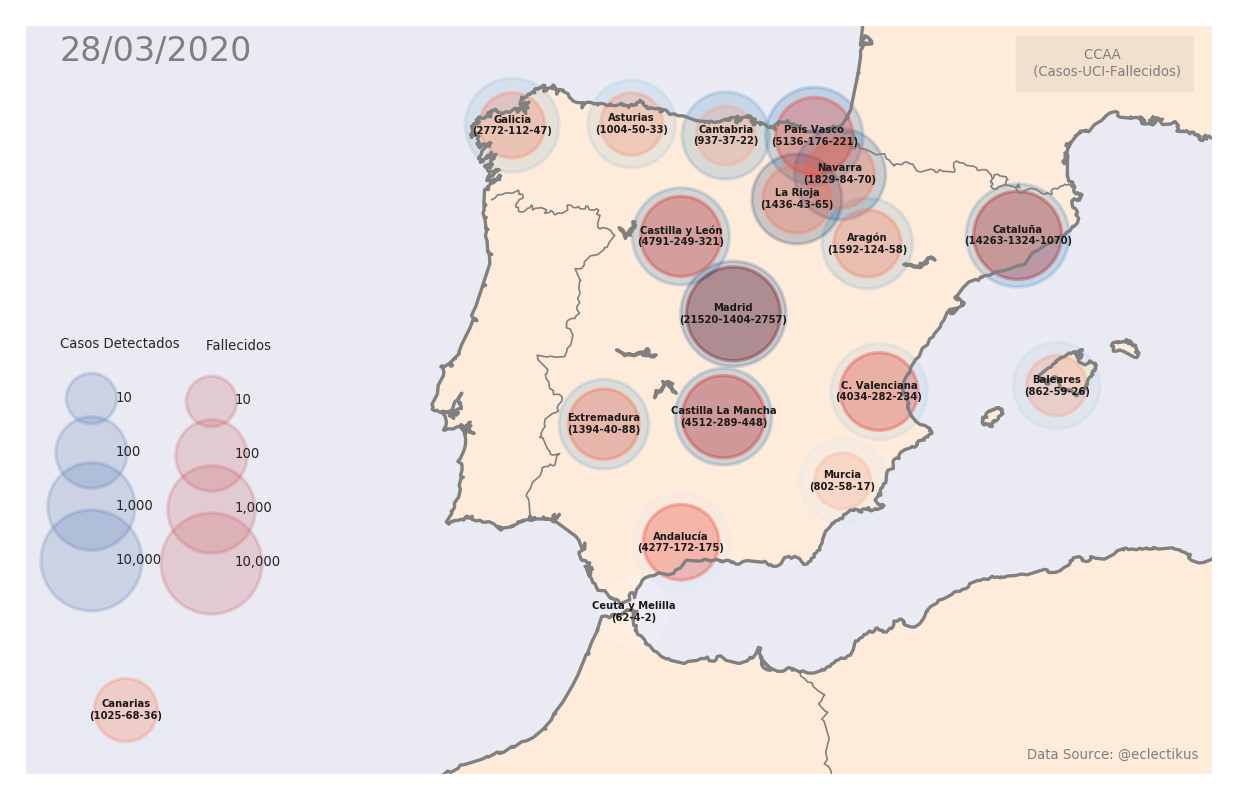 28/03/2020
CCAA
(Casos-UCI-Fallecidos)
Galicia
(2772-112-47)
Asturias
(1004-50-33)
Cantabria
(937-37-22)
País Vasco
(5136-176-221)
Navarra
(1829-84-70)
La Rioja
(1436-43-65)
Castilla y León
(4791-249-321)
Aragón
(1592-124-58)
Cataluña
(14263-1324-1070)
Madrid
(21520-1404-2757)
Casos Detectados
Fallecidos
10
10
100
100
1,000
1,000
10,000
10,000
C. Valenciana
(4034-282-234)
Baleares
(862-59-26)
Extremadura
(1394-40-88)
Castilla La Mancha
(4512-289-448)
Murcia
(802-58-17)
Andalucía
(4277-172-175)
Ceuta y Melilla
(62-4-2)
Canarias
(1025-68-36)
Data Source: @eclectikus